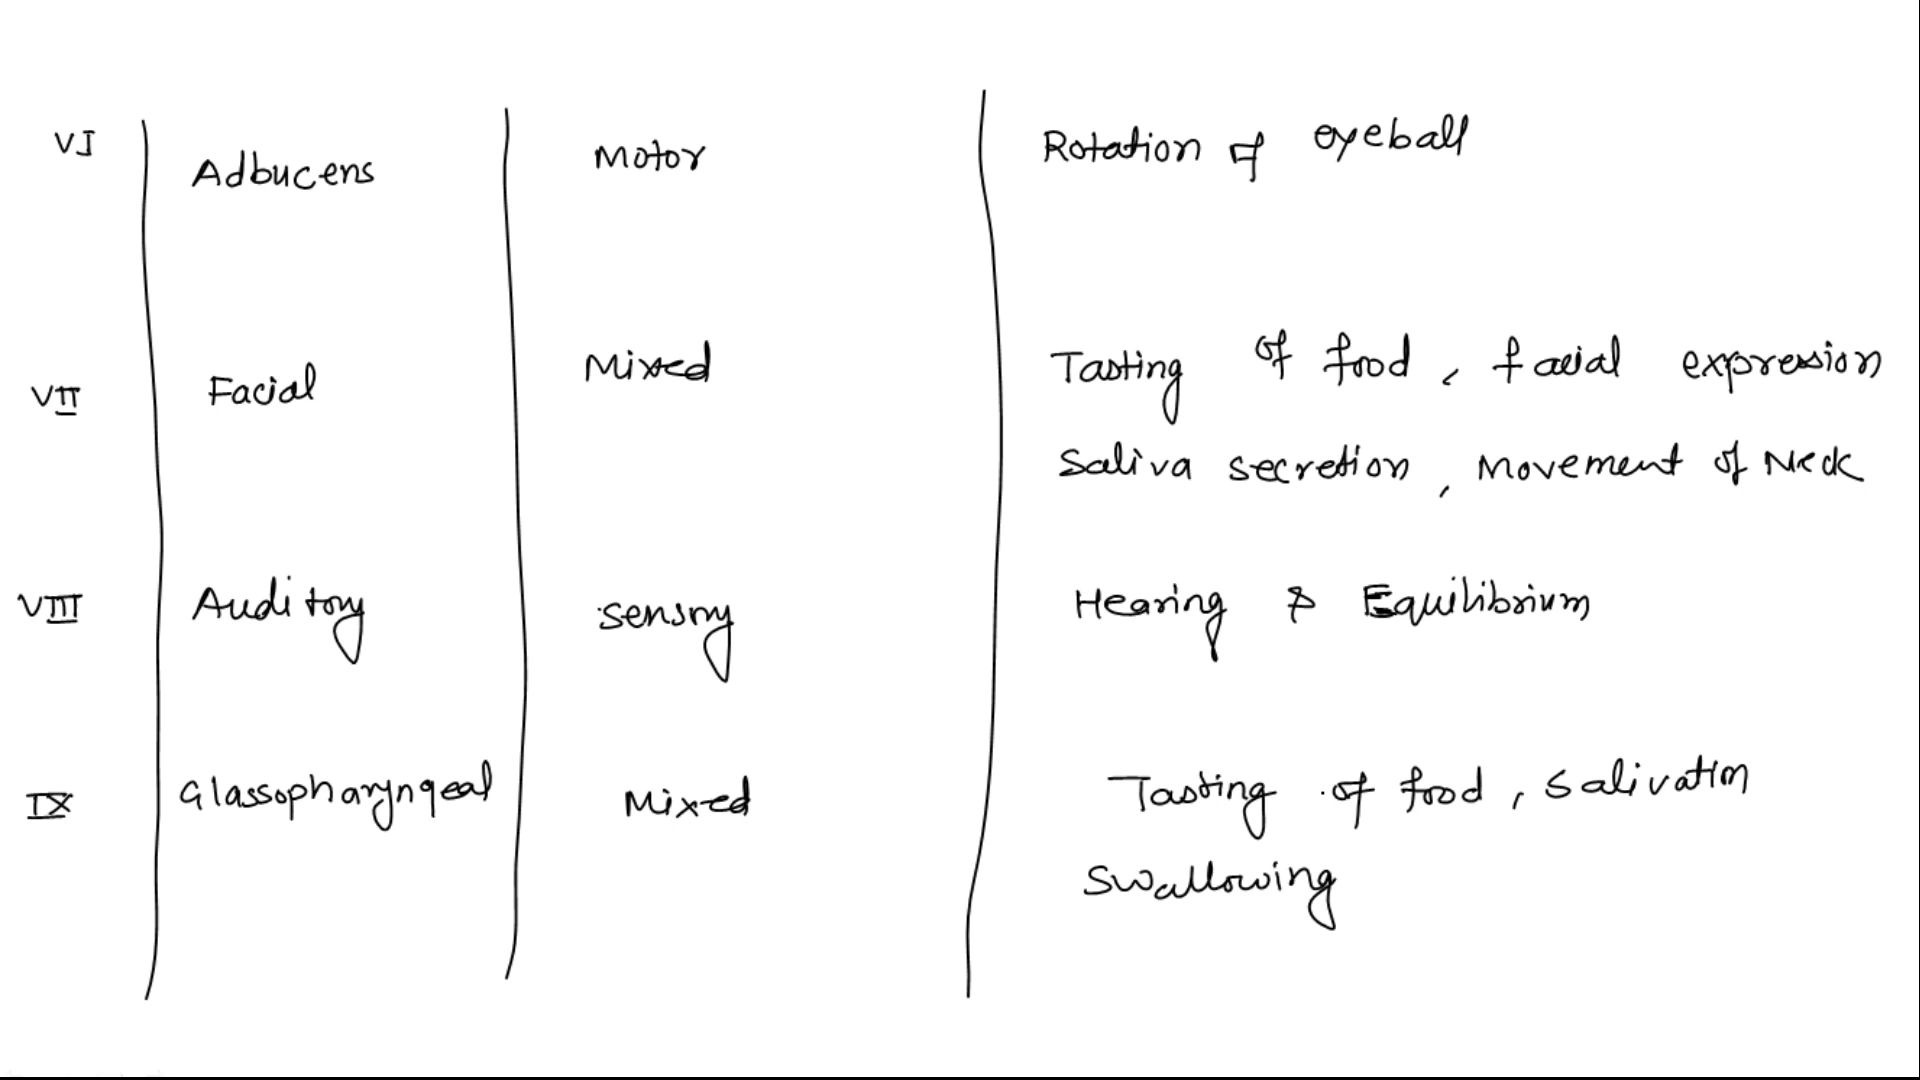 VI Adbucens Motor Rotation of eyeball
VII Facial Mixed Tasting of food, facial expression
Saliva secretion, Movement of Neck
VIII Auditory sensory Hearing & Equilibrium
IX Glassopharyngeal Mixed Tasting of food, salivation
Swallowing